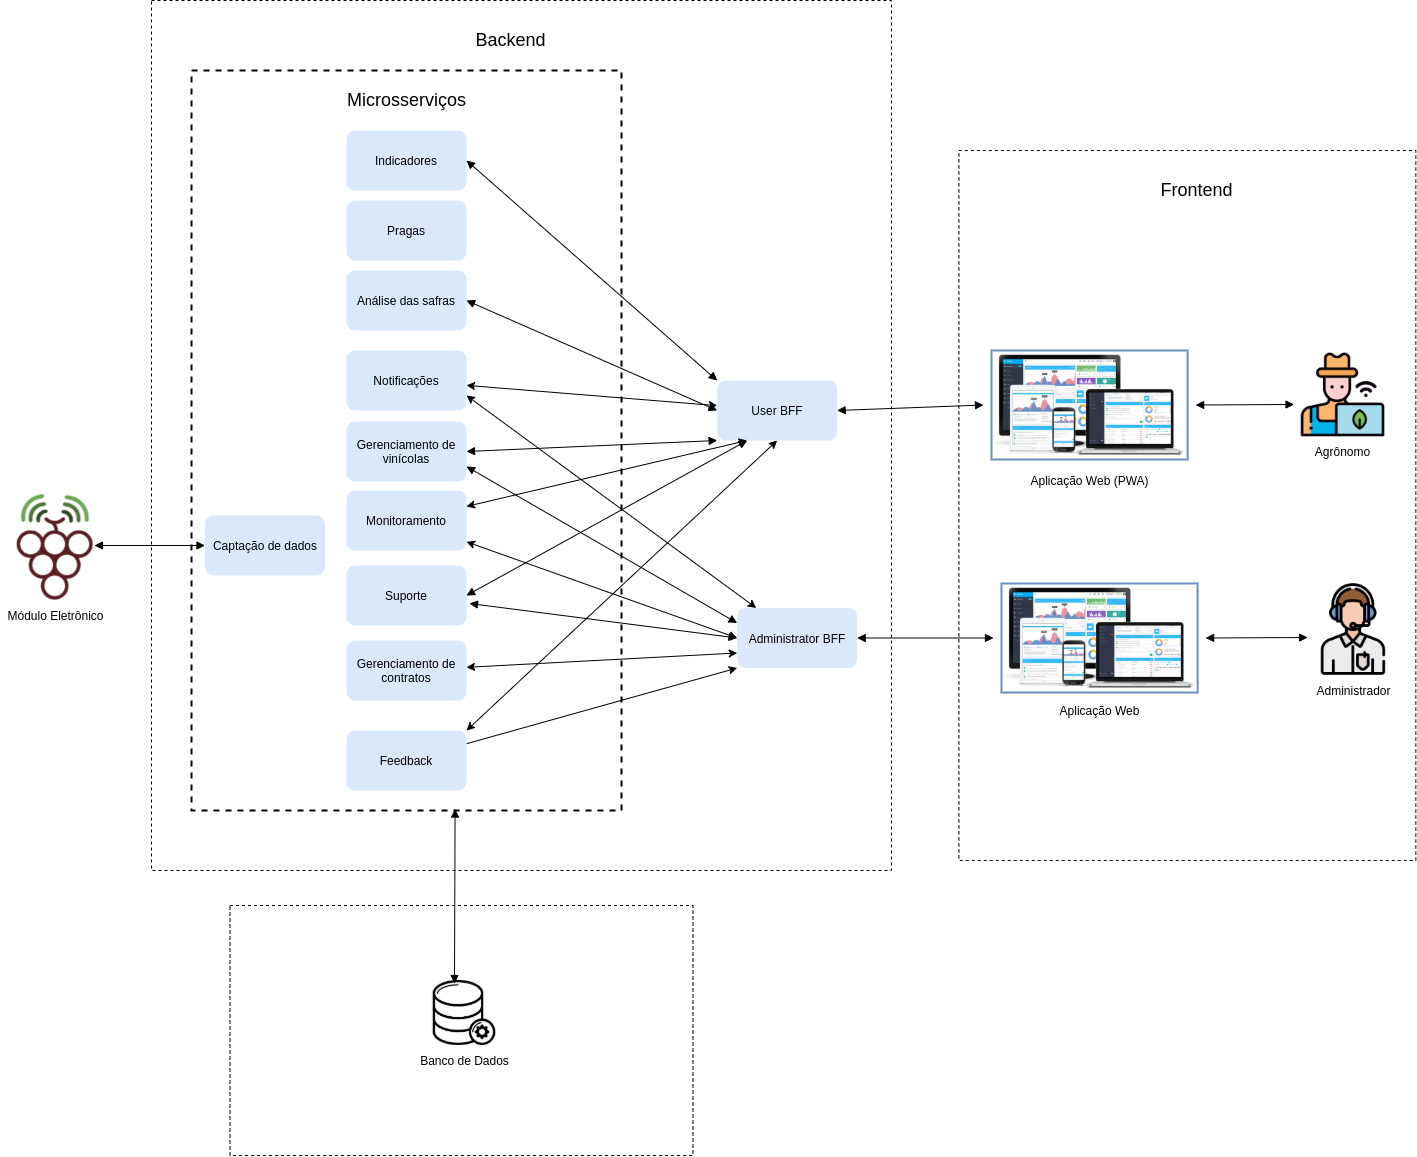 Backend
Microsserviços
Indicadores
Pragas
Análise das safras
Notificações
Gerenciamento de
vinícolas
Monitoramento
Captação de dados
Suporte
Gerenciamento de
contratos
Feedback
Módulo Eletrônico
User BFF
Administrator BFF
Frontend
Aplicação Web (PWA)
Agrônomo
Aplicação Web
Administrador
Banco de Dados